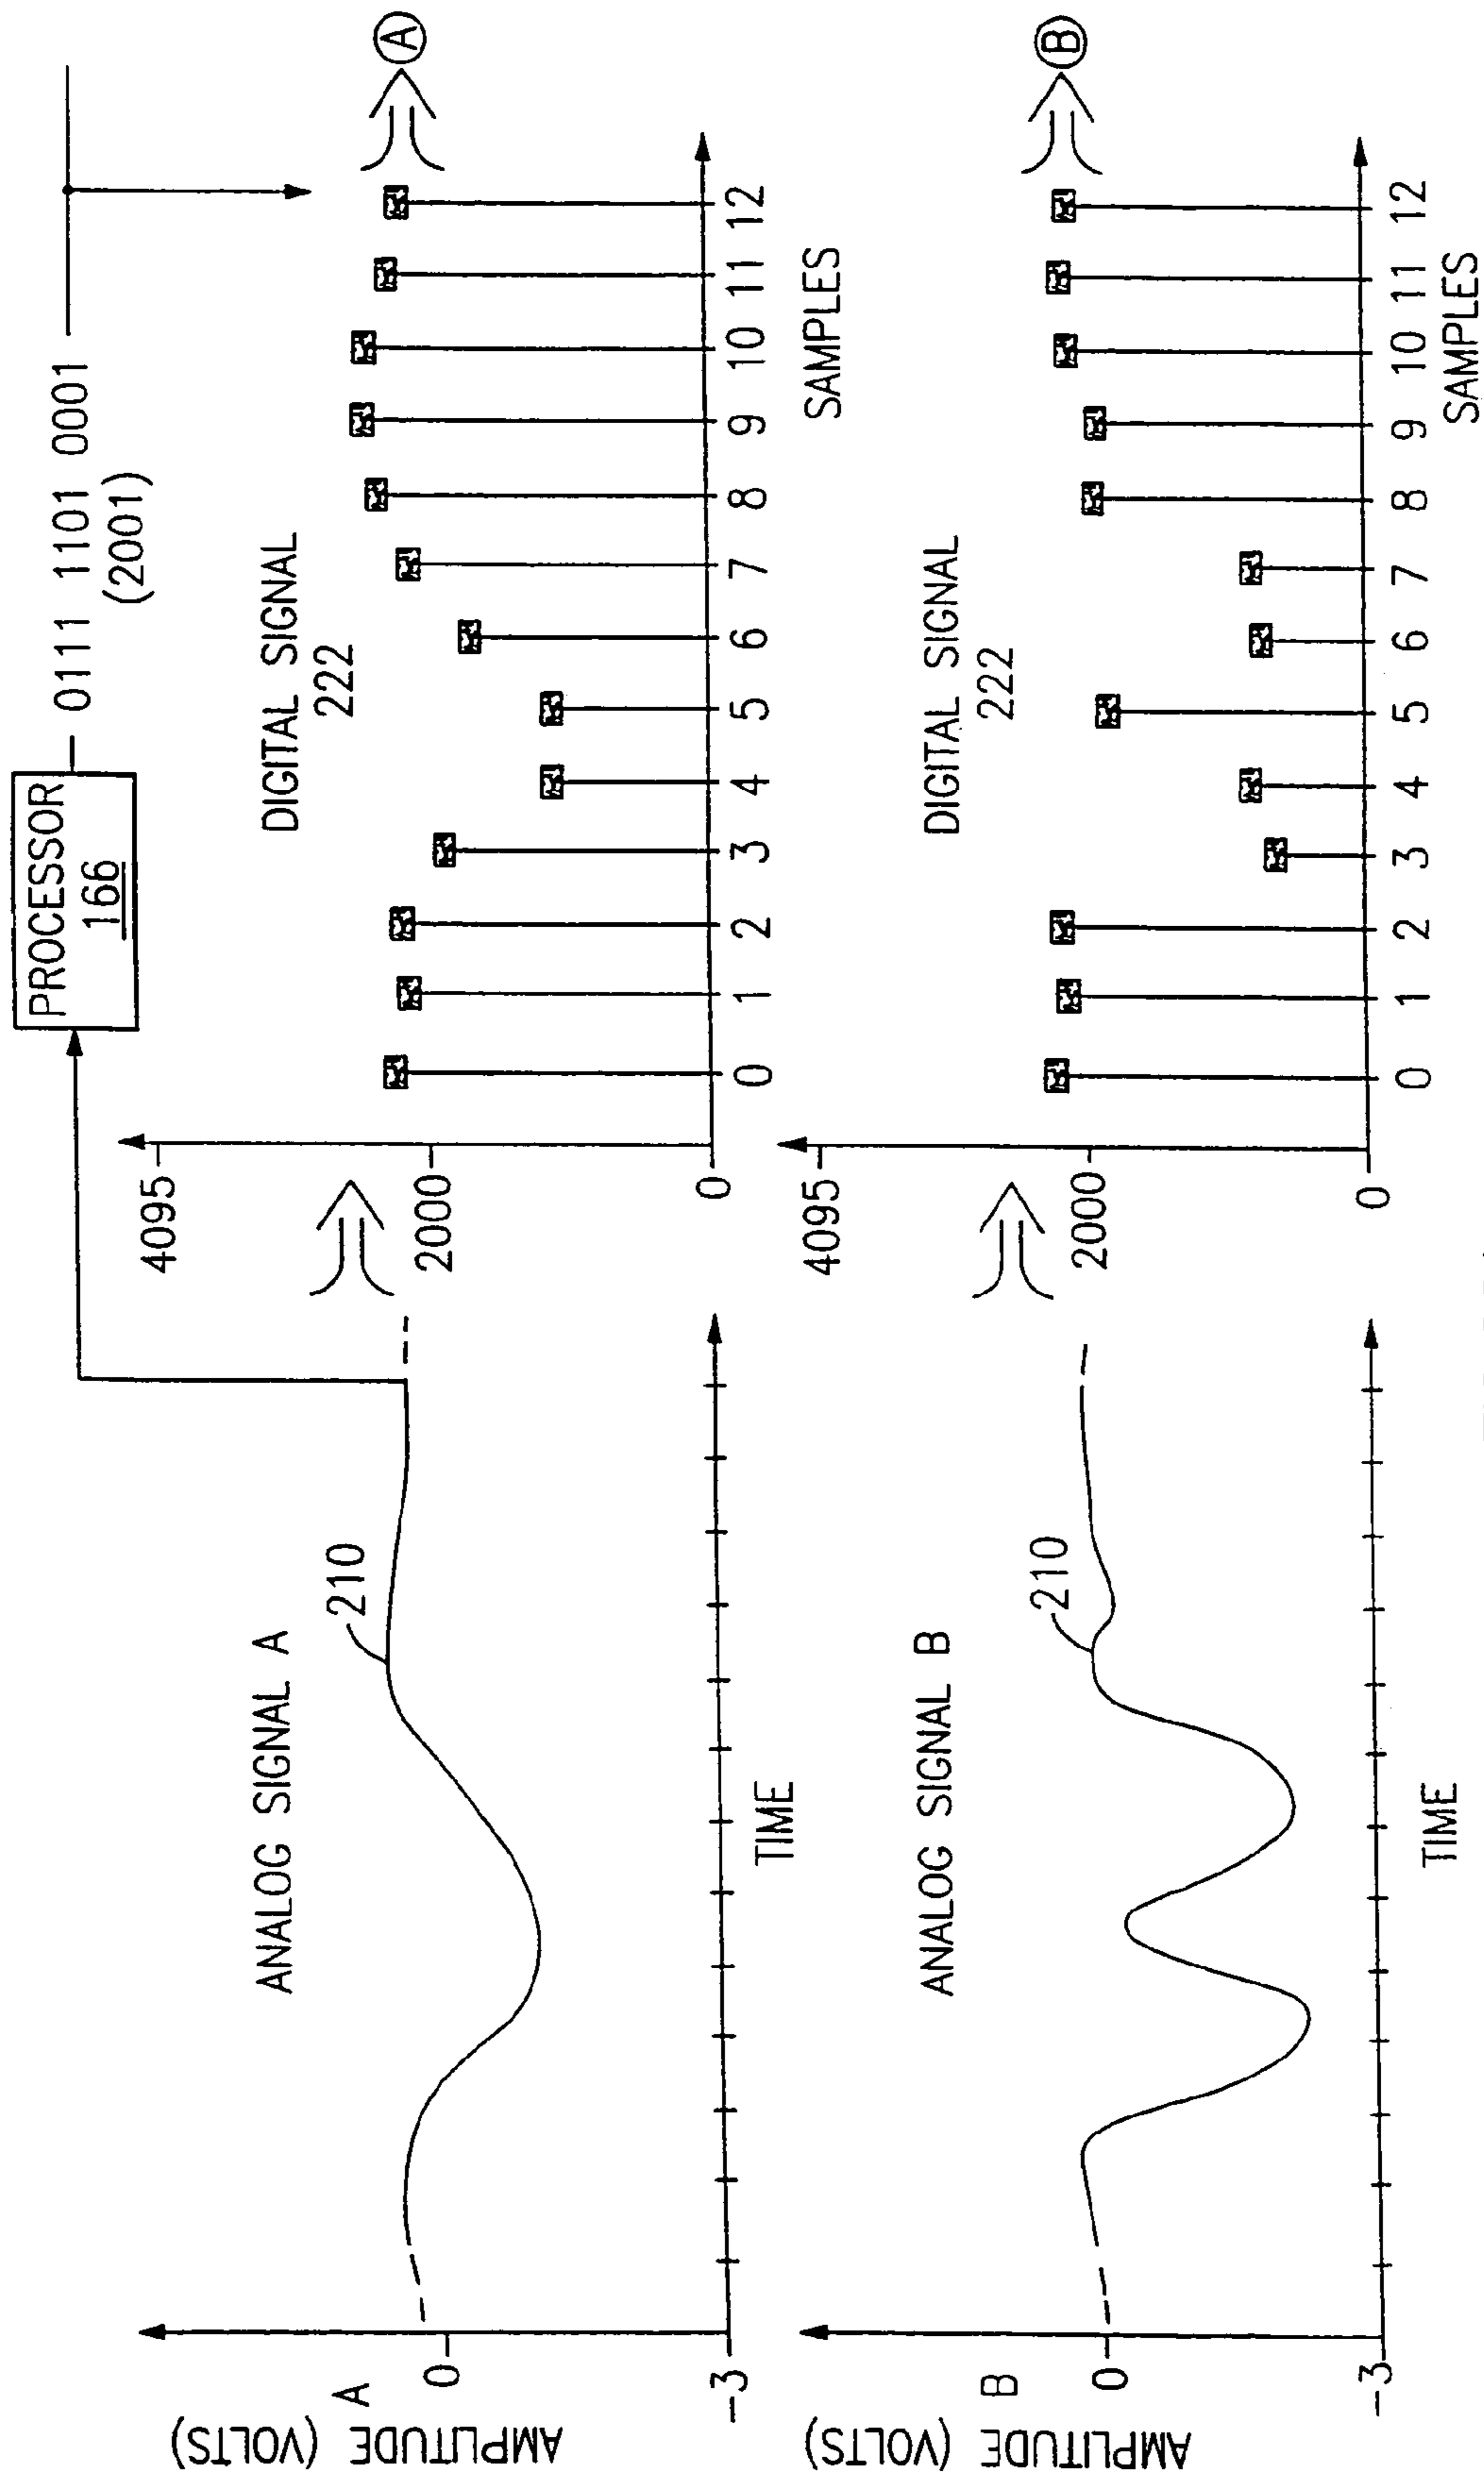 PROCESSOR
166
0111 1101 0001
(2001)
AMPLITUDE (VOLTS)
A
0
-3
ANALOG SIGNAL A
210
TIME
4095
2000
0
DIGITAL SIGNAL
222
0 1 2 3 4 5 6 7 8 9 10 11 12
SAMPLES
A
AMPLITUDE (VOLTS)
B
0
-3
ANALOG SIGNAL B
210
TIME
4095
2000
0
DIGITAL SIGNAL
222
0 1 2 3 4 5 6 7 8 9 10 11 12
SAMPLES
B